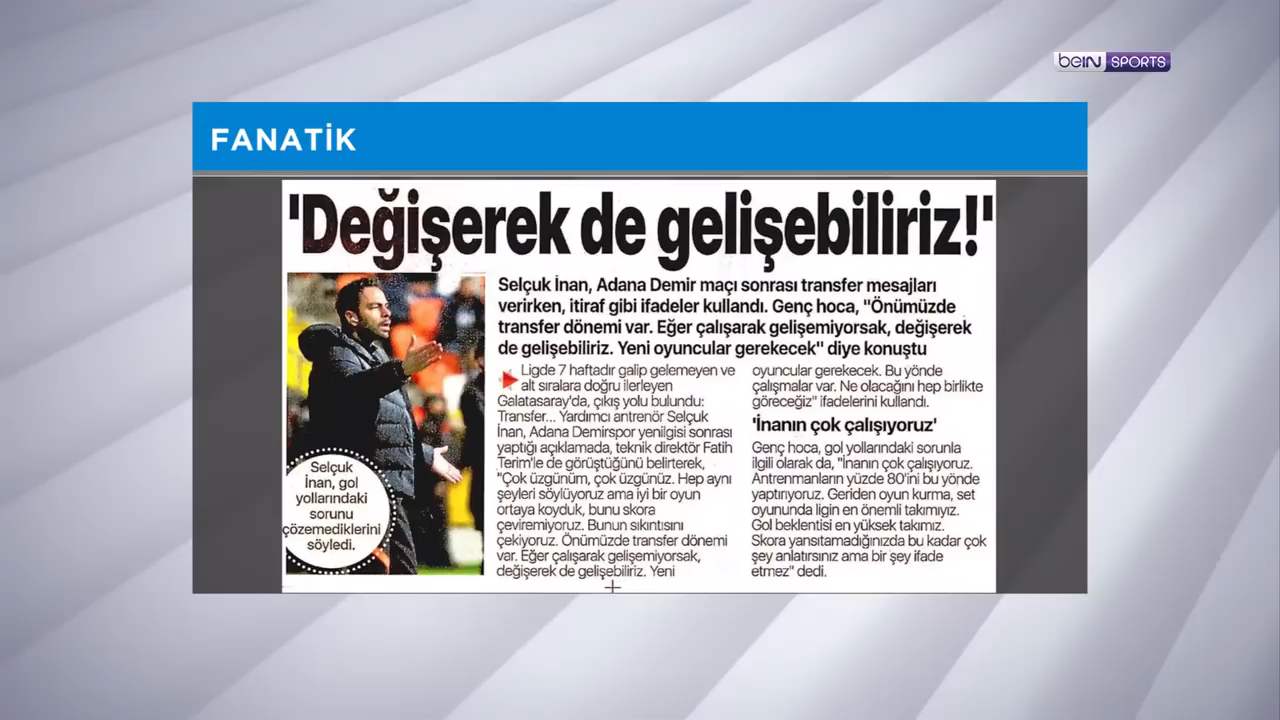 beIN SPORTS
FANATİK
'Değişerek de gelişebiliriz!'
Selçuk İnan, Adana Demir maçı sonrası transfer mesajları
verirken, itiraf gibi ifadeler kullandı. Genç hoca, "Önümüzde
transfer dönemi var. Eğer çalışarak gelişemiyorsak, değişerek
de gelişebiliriz. Yeni oyuncular gerekecek" diye konuştu
Ligde 7 haftadır galip gelemeyen ve
alt sıralara doğru ilerleyen
Galatasaray'da, çıkış yolu bulundu:
Transfer... Yardımcı antrenör Selçuk
İnan, Adana Demirspor yenilgisi sonrası
yaptığı açıklamada, teknik direktör Fatih
Terim'le de görüştüğünü belirterek,
"Çok üzgünüm, çok üzgünüz. Hep aynı
şeyleri söylüyoruz ama iyi bir oyun
ortaya koyduk, bunu skora
çeviremiyoruz. Bunun sıkıntısını
çekiyoruz. Önümüzde transfer dönemi
var. Eğer çalışarak gelişemiyorsak,
değişerek de gelişebiliriz. Yeni
oyuncular gerekecek. Bu yönde
çalışmalar var. Ne olacağını hep birlikte
göreceğiz" ifadelerini kullandı.
'İnanın çok çalışıyoruz'
Genç hoca, gol yollarındaki sorunla
ilgili olarak da, "İnanın çok çalışıyoruz.
Antrenmanların yüzde 80'ini bu yönde
yaptırıyoruz. Geriden oyun kurma, set
oyununda ligin en önemli takımıyız.
Gol beklentisi en yüksek takımız.
Skora yansıtamadığınızda bu kadar çok
şey anlatırsınız ama bir şey ifade
etmez" dedi.
Selçuk
İnan, gol
yollarındaki
sorunu
çözemediklerini
söyledi.